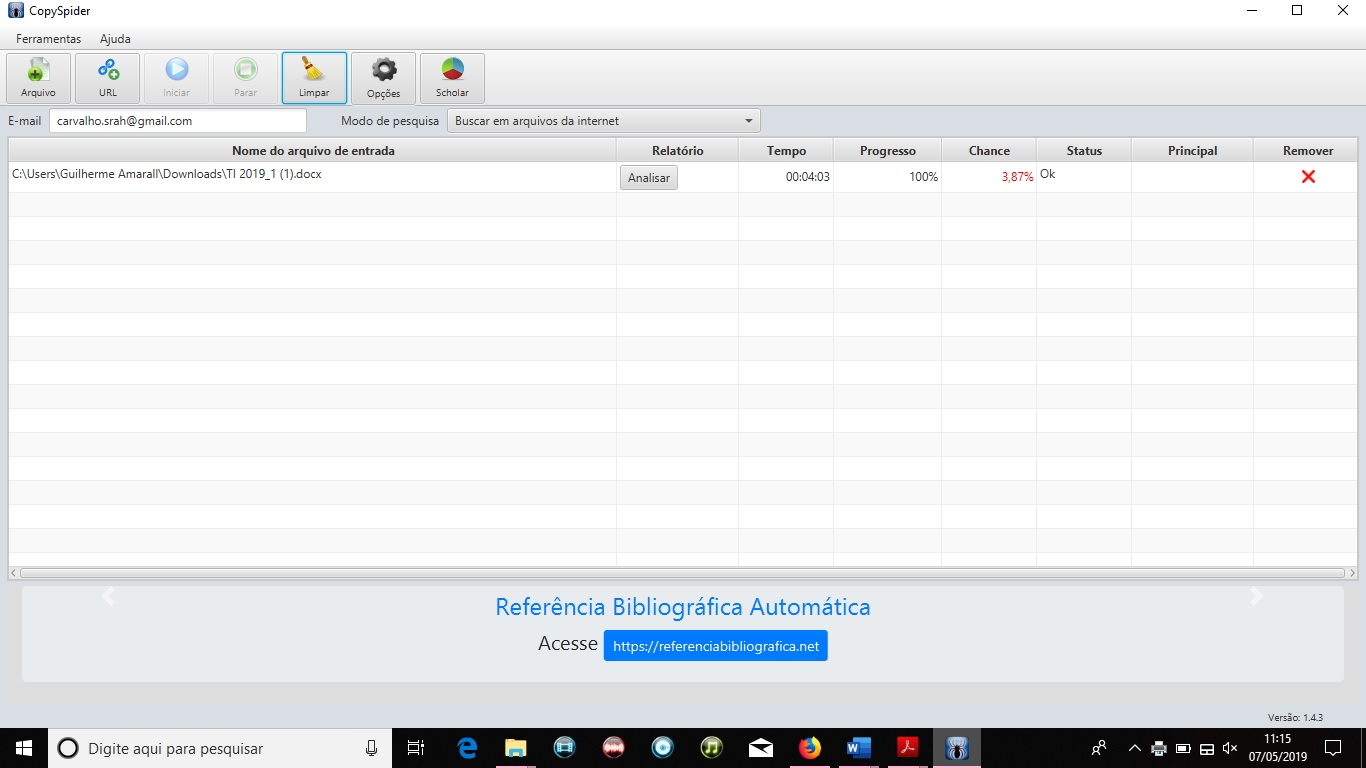 CopySpider
Ferramentas Ajuda
Arquivo URL Iniciar Parar Limpar Opções Scholar
E-mail carvalho.srah@gmail.com Modo de pesquisa Buscar em arquivos da internet
Nome do arquivo de entrada Relatório Tempo Progresso Chance Status Principal Remover
C:\Users\Guilherme Amarall\Downloads\TI 2019_1 (1).docx Analisar 00:04:03 100% 3,87% Ok
Referência Bibliográfica Automática
Acesse https://referenciabibliografica.net
Versão: 1.4.3
Digite aqui para pesquisar 11:15
07/05/2019